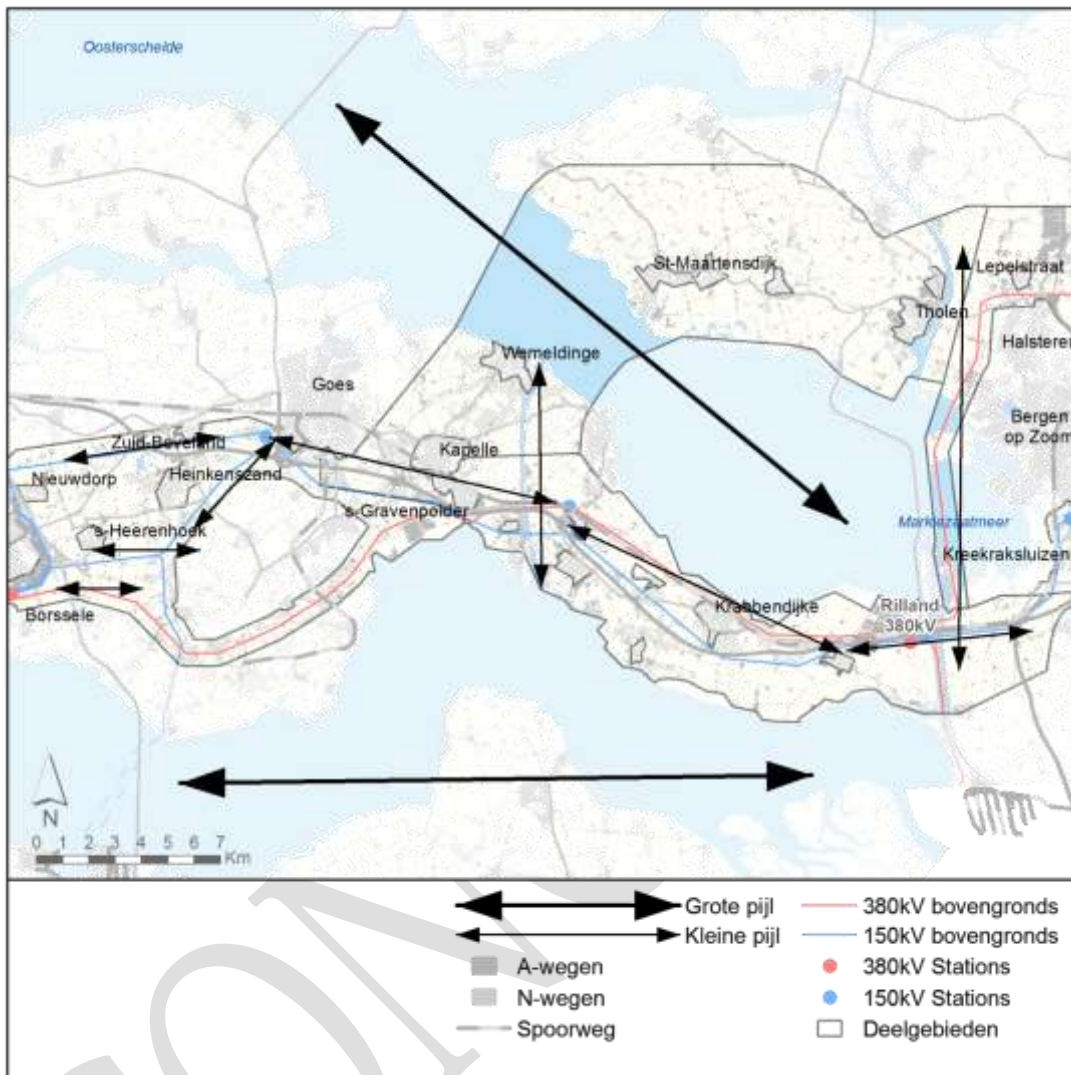 Oosterschelde
St-Maartensdijk
Lepelstraat
Tholen
Halsteren
Wemeldinge
Goes
Bergen
op Zoom
Zuid-Beveland
Kapelle
Nieuwdorp
Heinkenszand
's-Gravenpolder
's-Heerenhoek
Markiezaatmeer
Kreekraksluizen
Borssele
Krabbendijke
Rilland
380kV
N
0 1 2 3 4 5 6 7
Km
Grote pijl
380kV bovengronds
Kleine pijl
150kV bovengronds
A-wegen
380kV Stations
N-wegen
150kV Stations
Spoorweg
Deelgebieden